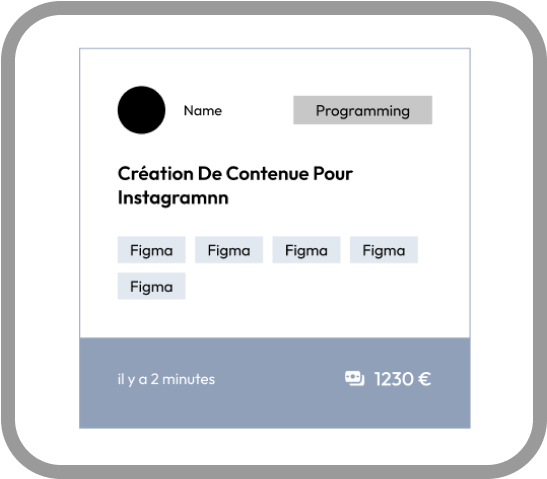 Name
Programming
Création De Contenue Pour
Instagramnn
Figma Figma Figma Figma
Figma
il y a 2 minutes
1230 €